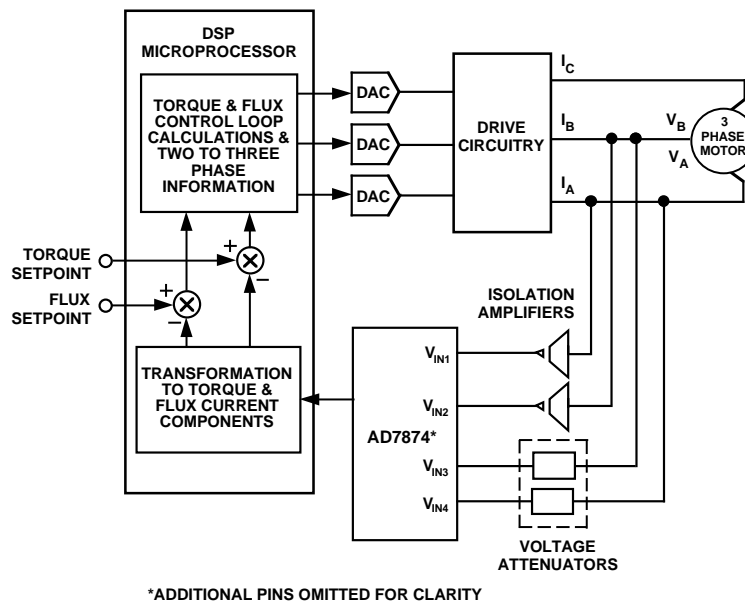 DSP
MICROPROCESSOR
TORQUE & FLUX
CONTROL LOOP
CALCULATIONS &
TWO TO THREE
PHASE
INFORMATION
DAC
DAC
DAC
DRIVE
CIRCUITRY
I_C
I_B
I_A
V_B
V_A
3
PHASE
MOTOR
TORQUE
SETPOINT
FLUX
SETPOINT
+
–
+
–
TRANSFORMATION
TO TORQUE &
FLUX CURRENT
COMPONENTS
ISOLATION
AMPLIFIERS
V_IN1
V_IN2
AD7874*
V_IN3
V_IN4
VOLTAGE
ATTENUATORS
*ADDITIONAL PINS OMITTED FOR CLARITY